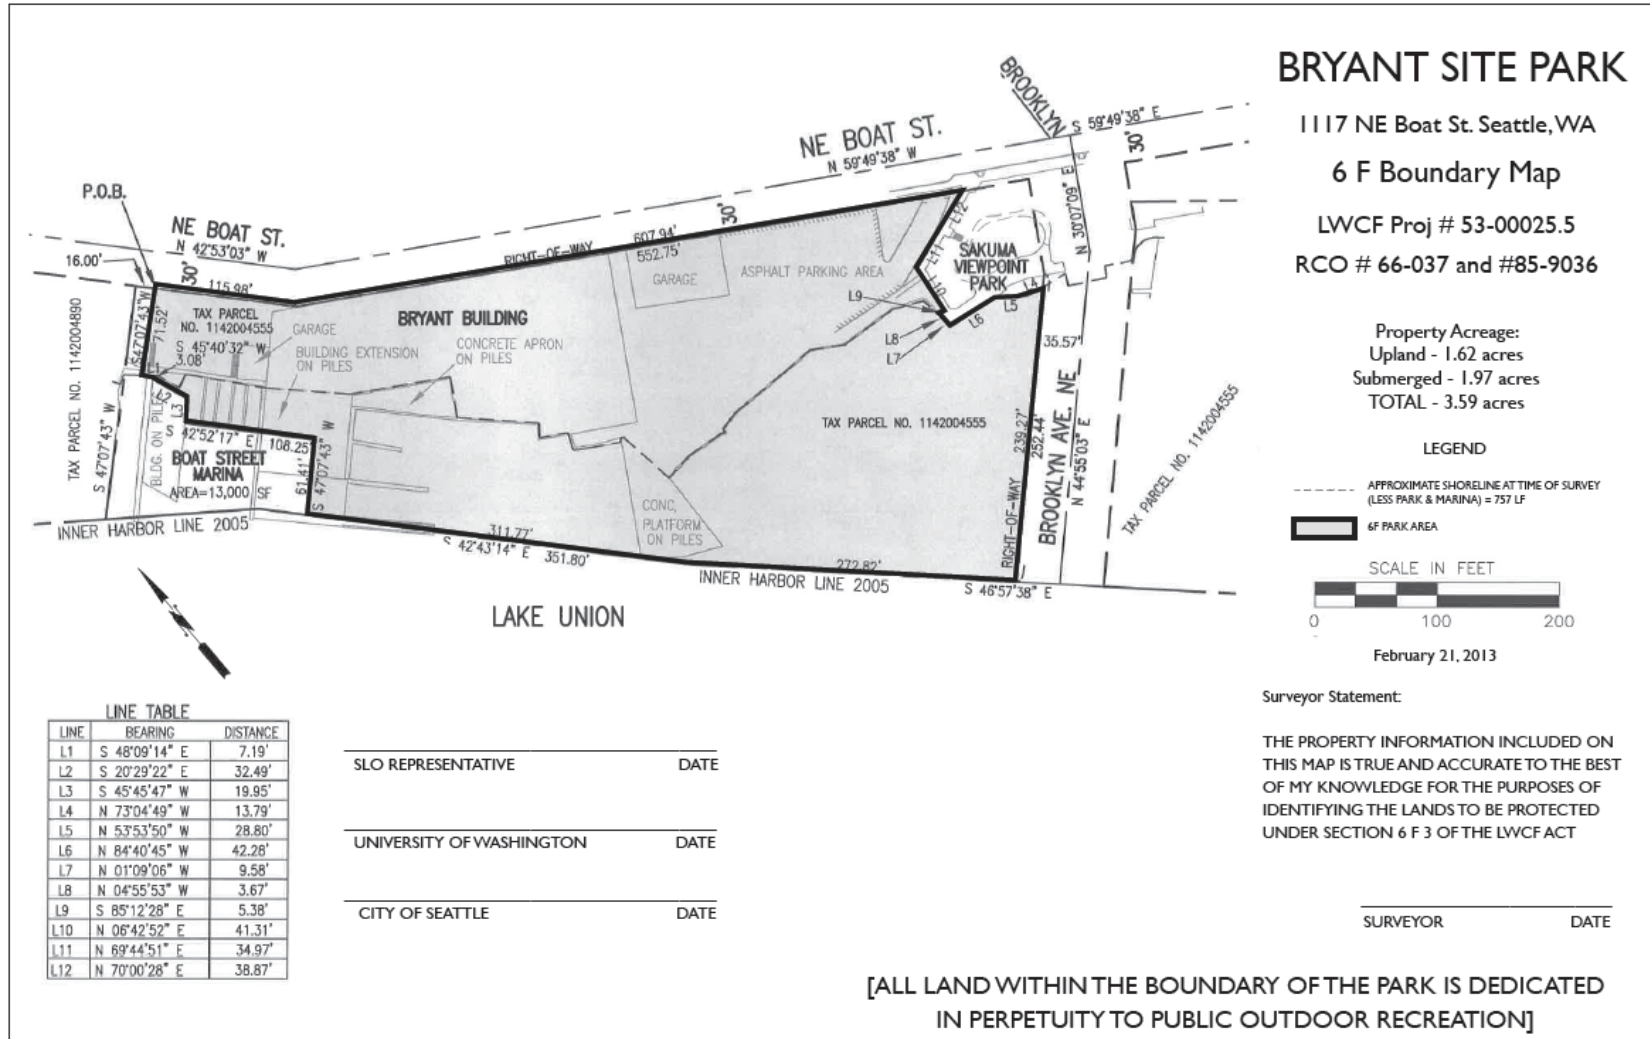 BRYANT SITE PARK
1117 NE Boat St. Seattle, WA
6 F Boundary Map
LWCF Proj # 53-00025.5
RCO # 66-037 and #85-9036
Property Acreage:
Upland - 1.62 acres
Submerged - 1.97 acres
TOTAL - 3.59 acres
LEGEND
APPROXIMATE SHORELINE AT TIME OF SURVEY
(LESS PARK & MARINA) = 757 LF
6F PARK AREA
SCALE IN FEET
0 100 200
February 21, 2013
Surveyor Statement:
THE PROPERTY INFORMATION INCLUDED ON
THIS MAP IS TRUE AND ACCURATE TO THE BEST
OF MY KNOWLEDGE FOR THE PURPOSES OF
IDENTIFYING THE LANDS TO BE PROTECTED
UNDER SECTION 6 F 3 OF THE LWCF ACT
SURVEYOR DATE
[ALL LAND WITHIN THE BOUNDARY OF THE PARK IS DEDICATED
IN PERPETUITY TO PUBLIC OUTDOOR RECREATION]
P.O.B.
16.00'
NE BOAT ST.
N 42°53'03" W
30'
115.98'
S47°07'43"W
71.52'
TAX PARCEL
NO. 1142004555
S 45°40'32" W
3.08'
L1
L2
L3
GARAGE
BUILDING EXTENSION
ON PILES
BRYANT BUILDING
CONCRETE APRON
ON PILES
RIGHT-OF-WAY
607.94'
552.75'
30'
GARAGE
ASPHALT PARKING AREA
NE BOAT ST.
N 59°49'38" W
BROOKLYN
S 59°49'38" E
30'
N 30°07'09" E
L12
L11
L10
SAKUMA
VIEWPOINT
PARK
L9
L8
L7
L6
L5
L4
35.57'
TAX PARCEL NO. 1142004555
239.27'
252.44'
RIGHT-OF-WAY
BROOKLYN AVE. NE
N 44°55'03" E
TAX PARCEL NO. 1142004555
TAX PARCEL NO. 1142004890
S 47°07'43" W
BLDG. ON PILES
S 42°52'17" E 108.25'
BOAT STREET
MARINA
AREA=13,000 SF
61.41'
S 47°07'43" W
INNER HARBOR LINE 2005
311.77'
S 42°43'14" E 351.80'
CONC.
PLATFORM
ON PILES
272.82'
INNER HARBOR LINE 2005
S 46°57'38" E
LAKE UNION
LINE TABLE
LINE BEARING DISTANCE
L1 S 48°09'14" E 7.19'
L2 S 20°29'22" E 32.49'
L3 S 45°45'47" W 19.95'
L4 N 73°04'49" W 13.79'
L5 N 53°53'50" W 28.80'
L6 N 84°40'45" W 42.28'
L7 N 01°09'06" W 9.58'
L8 N 04°55'53" W 3.67'
L9 S 85°12'28" E 5.38'
L10 N 06°42'52" E 41.31'
L11 N 69°44'51" E 34.97'
L12 N 70°00'28" E 38.87'
SLO REPRESENTATIVE DATE
UNIVERSITY OF WASHINGTON DATE
CITY OF SEATTLE DATE